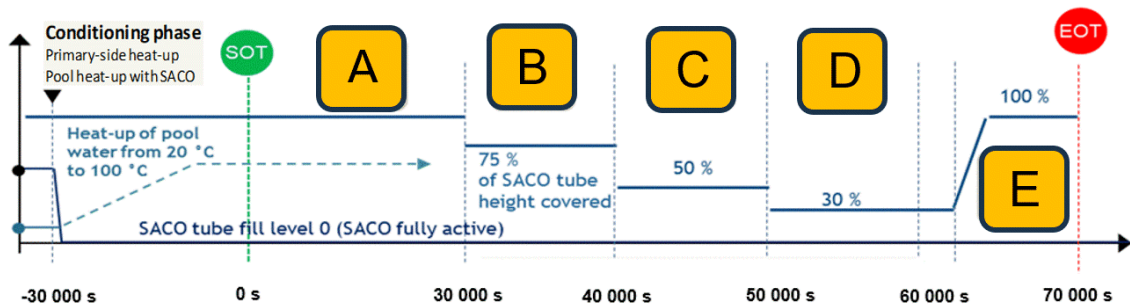 Conditioning phase
Primary-side heat-up
Pool heat-up with SACO
SOT
A
B
C
D
EOT
100 %
Heat-up of pool
water from 20 °C
to 100 °C
75 %
of SACO tube
height covered
50 %
30 %
E
SACO tube fill level 0 (SACO fully active)
-30 000 s
0 s
30 000 s
40 000 s
50 000 s
60 000 s
70 000 s